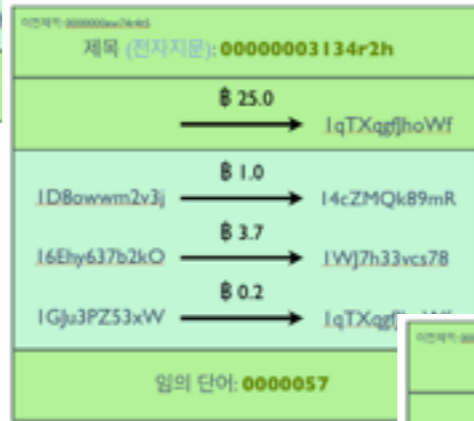 제목 (전자지문): 00000003134r2h
฿ 25.0
1qTXqgfJhoWf
฿ 1.0
1D8owwm2v3j 14cZMQk89mR
฿ 3.7
16Ehy637b2kO 1WJ7h33vcs78
฿ 0.2
1GJu3PZ53xW
임의 단어: 0000057